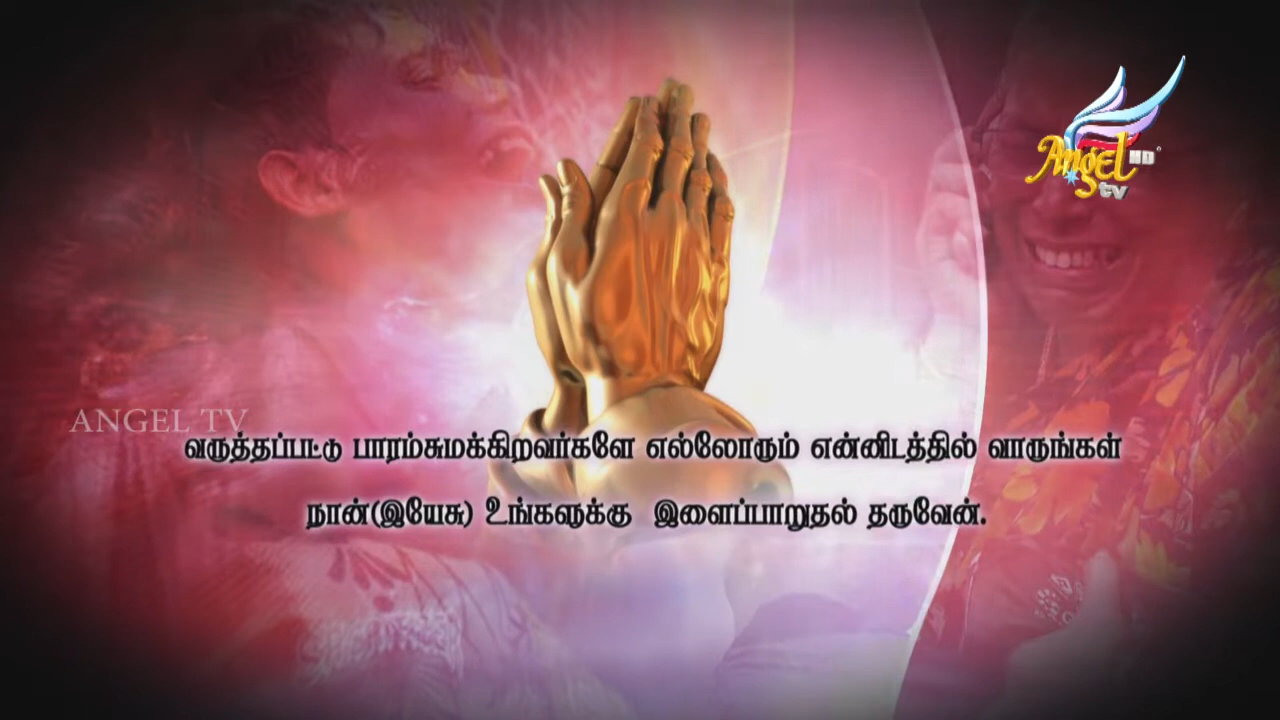 Angel HD
tv
ANGEL TV
வருத்தப்பட்டு பாரம்சுமக்கிறவர்களே எல்லோரும் என்னிடத்தில் வாருங்கள்
நான்(இயேசு) உங்களுக்கு இளைப்பாறுதல் தருவேன்.